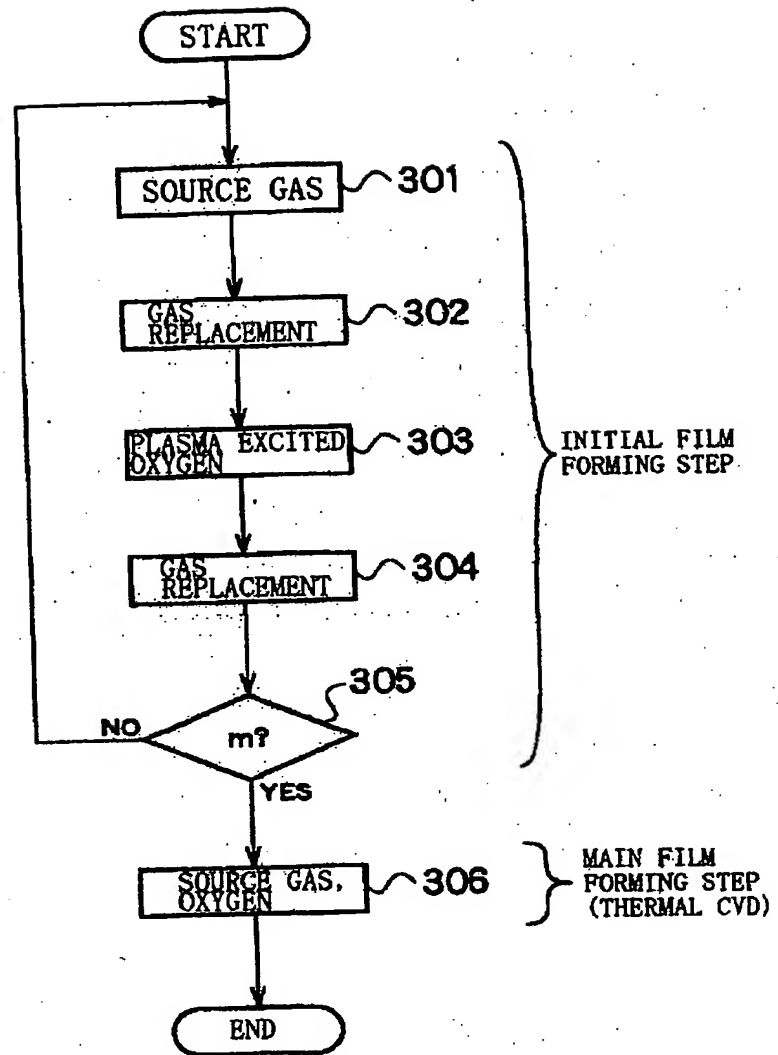 START
SOURCE GAS
301
GAS
REPLACEMENT
302
PLASMA EXCITED
OXYGEN
303
INITIAL FILM
FORMING STEP
GAS
REPLACEMENT
304
305
NO
m?
YES
SOURCE GAS,
OXYGEN
306
MAIN FILM
FORMING STEP
(THERMAL CVD)
END